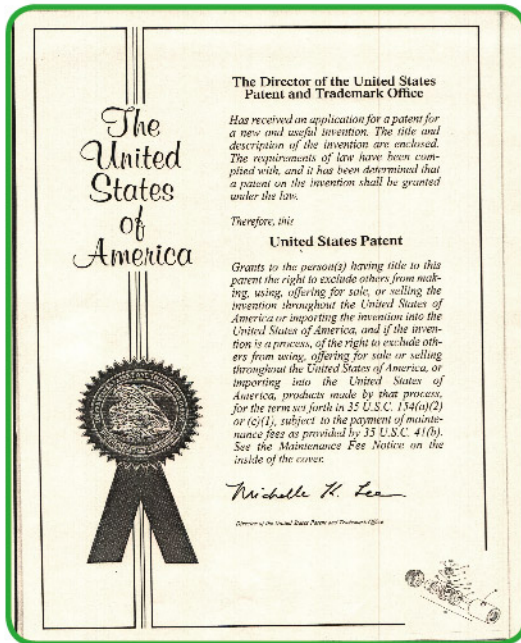 The
United
States
of
America
The Director of the United States
Patent and Trademark Office
Has received an application for a patent for
a new and useful invention. The title and
description of the invention are enclosed.
The requirements of law have been com-
plied with, and it has been determined that
a patent on the invention shall be granted
under the law.
Therefore, this
United States Patent
Grants to the person(s) having title to this
patent the right to exclude others from mak-
ing, using, offering for sale, or selling the
invention throughout the United States of
America or importing the invention into the
United States of America, and if the inven-
tion is a process, of the right to exclude oth-
ers from using, offering for sale or selling
throughout the United States of America, or
importing into the United States of
America, products made by that process,
for the term set forth in 35 U.S.C. 154(a)(2)
or (c)(1), subject to the payment of mainte-
nance fees as provided by 35 U.S.C. 41(b).
See the Maintenance Fee Notice on the
inside of the cover.
Michelle K. Lee
Director of the United States Patent and Trademark Office